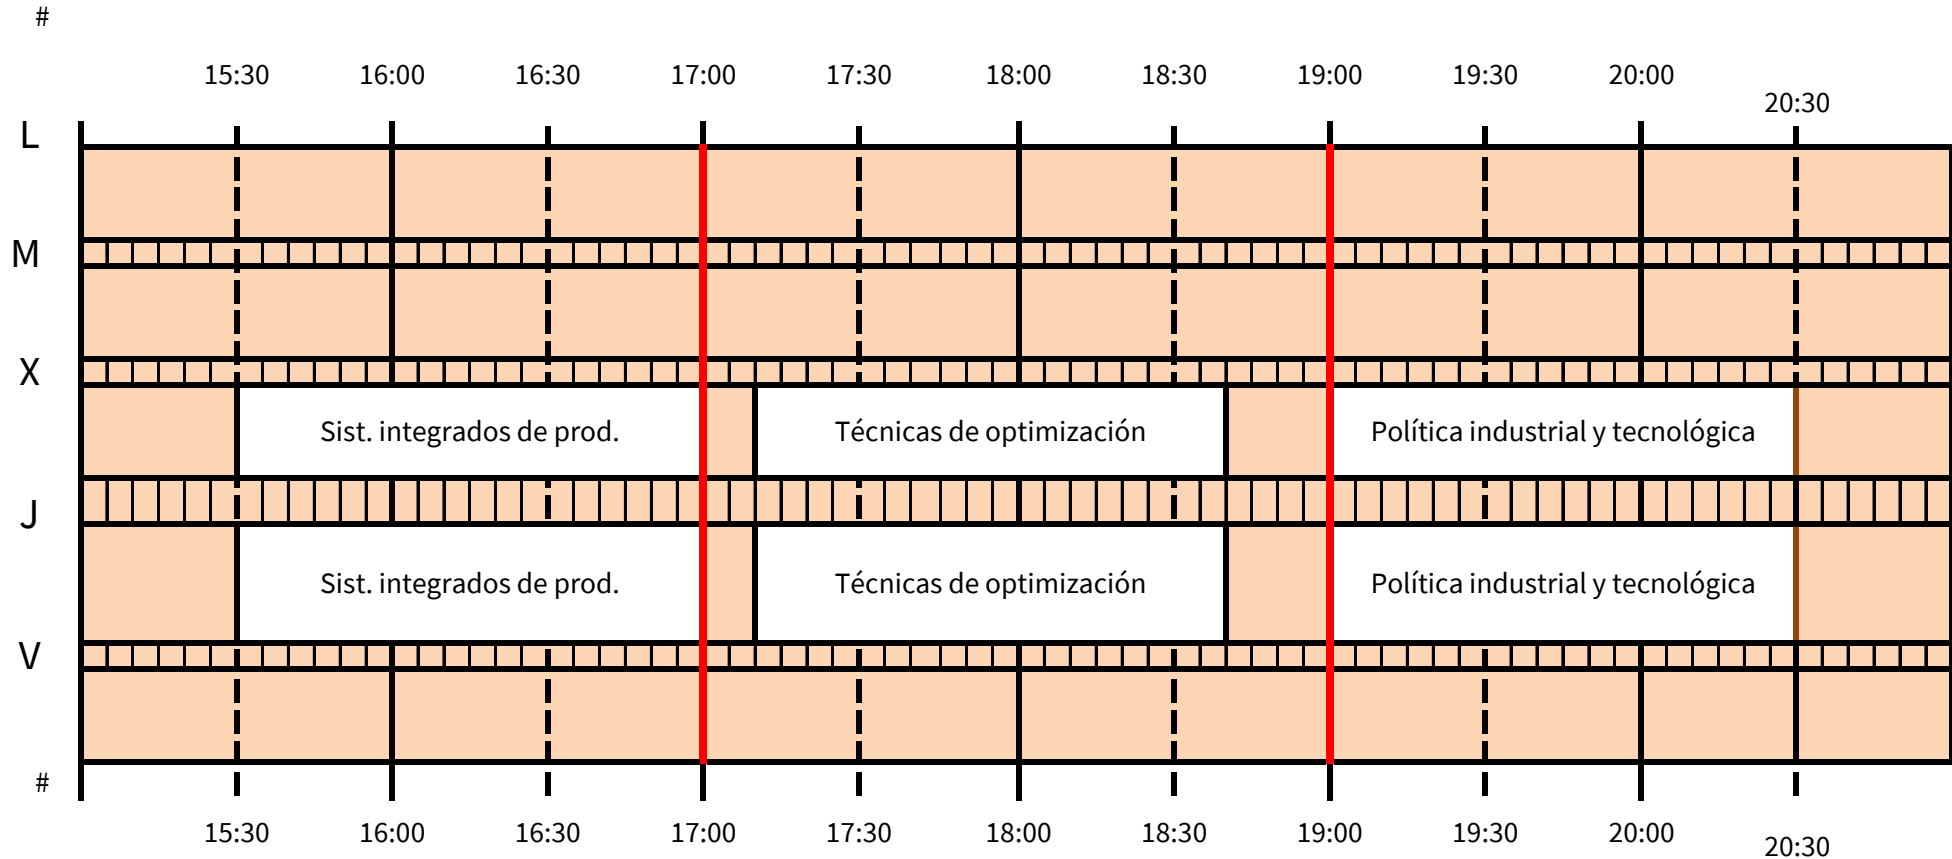 #
15:30 16:00 16:30 17:00 17:30 18:00 18:30 19:00 19:30 20:00 20:30
L
M
X
Sist. integrados de prod. Técnicas de optimización Política industrial y tecnológica
J
Sist. integrados de prod. Técnicas de optimización Política industrial y tecnológica
V
#
15:30 16:00 16:30 17:00 17:30 18:00 18:30 19:00 19:30 20:00 20:30